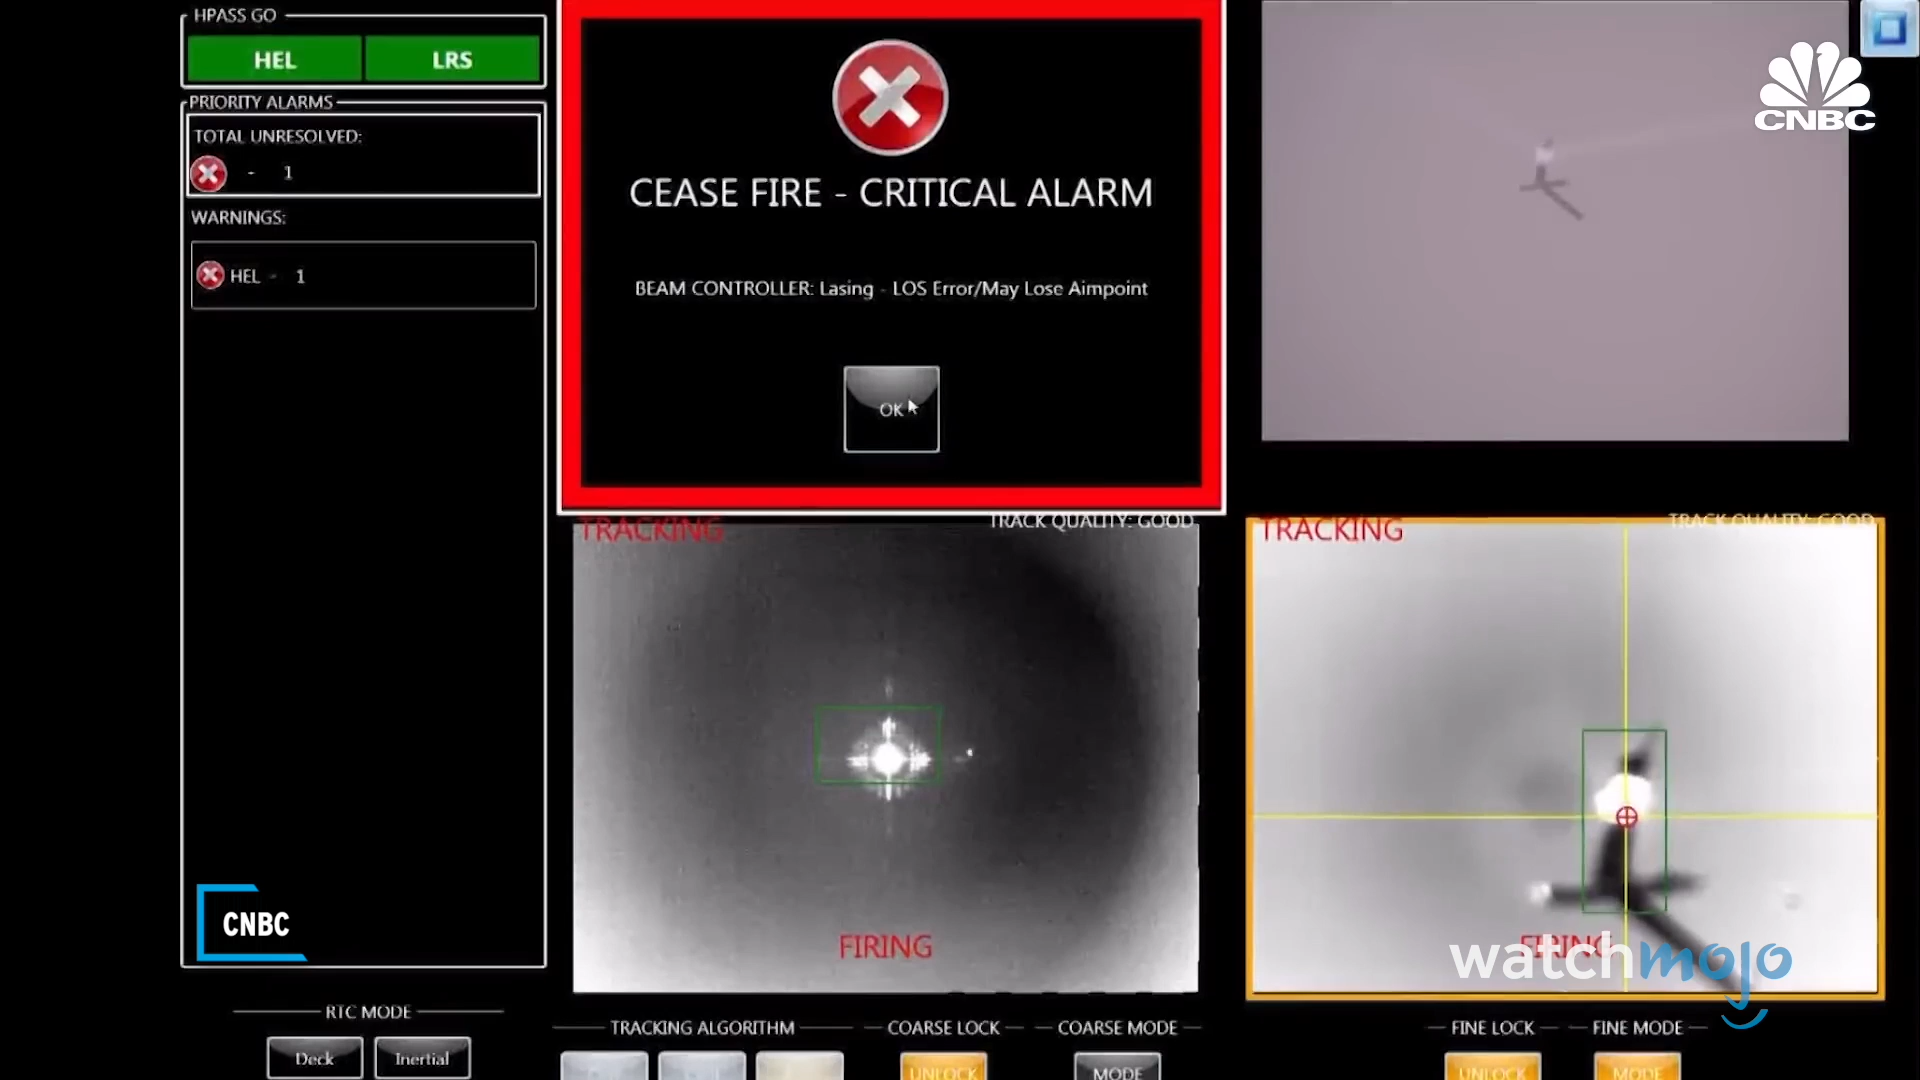 HPASS GO
HEL
LRS
PRIORITY ALARMS
TOTAL UNRESOLVED:
- 1
WARNINGS:
HEL - 1
CEASE FIRE - CRITICAL ALARM
BEAM CONTROLLER: Lasing - LOS Error/May Lose Aimpoint
OK
CNBC
TRACKING
TRACK QUALITY: GOOD
FIRING
TRACKING
TRACK QUALITY: GOOD
FIRING
watchmojo
CNBC
RTC MODE
Deck
Inertial
TRACKING ALGORITHM
COARSE LOCK
UNLOCK
COARSE MODE
MODE
FINE LOCK
UNLOCK
FINE MODE
MODE